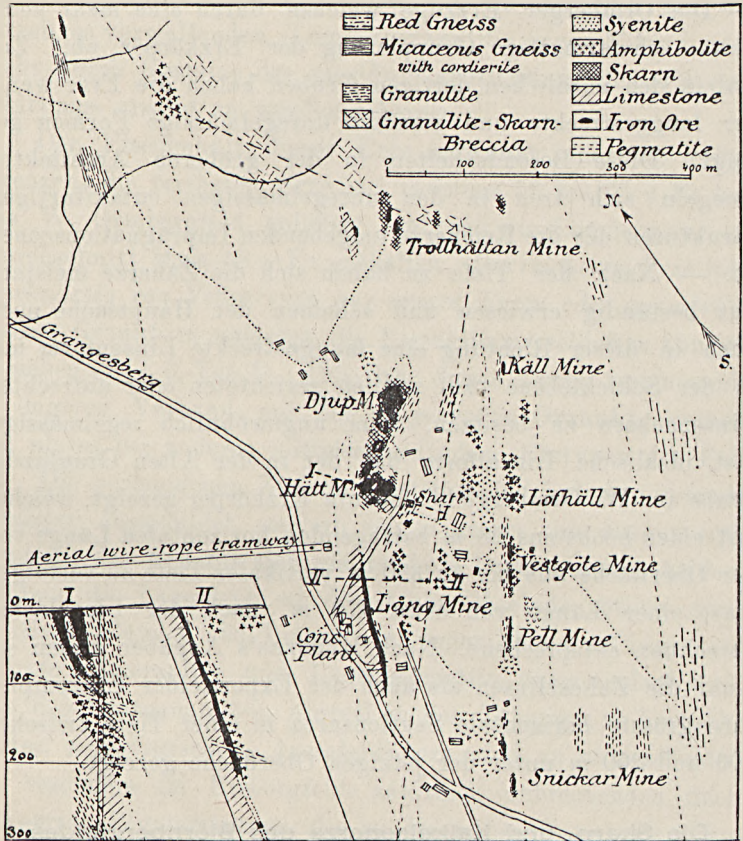 Red Gneiss
Micaceous Gneiss
with cordierite
Granulite
Granulite-Skarn-
Breccia
Syenite
Amphibolite
Skarn
Limestone
Iron Ore
Pegmatite
0 100 200 300 400 m
N.
S.
Trollhättan Mine
Grängesberg
Käll Mine
Djup M.
I
Hätt M.
Shaft
I
Löfhäll Mine
Aerial wire-rope tramway
Vestgöte Mine
II II
Lång Mine
0 m. I II
Conc
Plant
Pell Mine
100
200
Snickar Mine
300